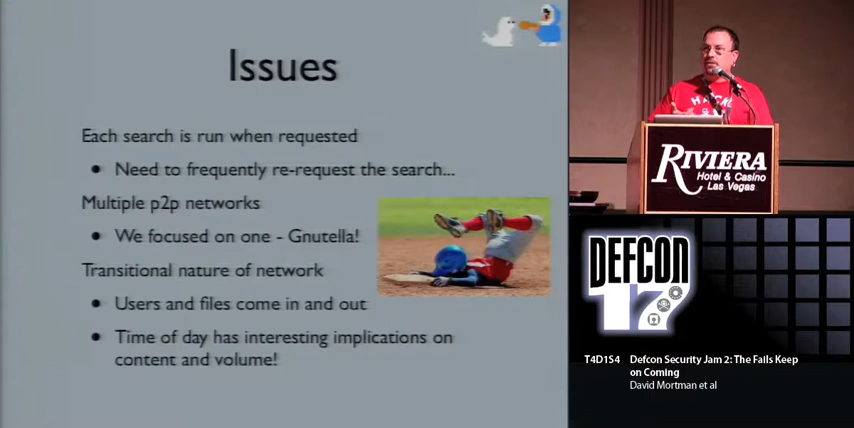 Issues
Each search is run when requested
• Need to frequently re-request the search...
Multiple p2p networks
• We focused on one - Gnutella!
Transitional nature of network
• Users and files come in and out
• Time of day has interesting implications on
content and volume!
RIVIERA
Hotel & Casino
Las Vegas
DEFCON
17
T4D1S4 Defcon Security Jam 2: The Fails Keep
on Coming
David Mortman et al